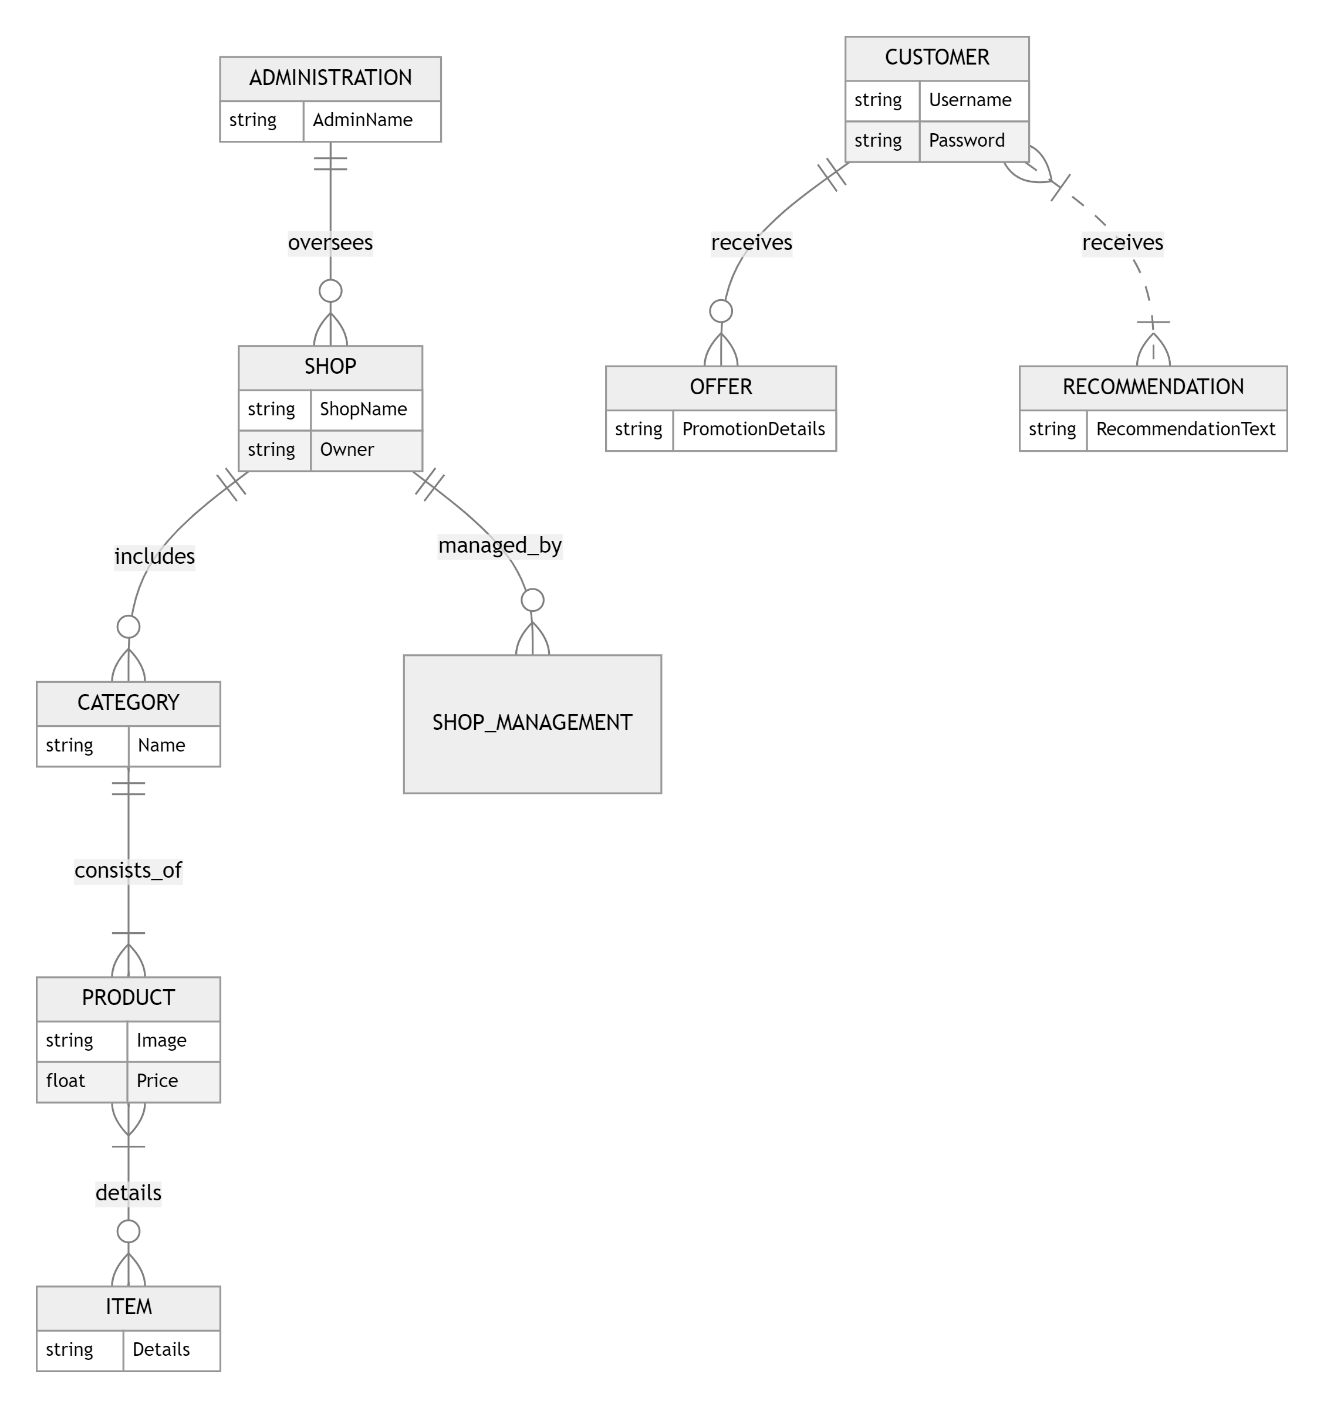 ADMINISTRATION
string AdminName
oversees
SHOP
string ShopName
string Owner
includes
managed_by
CATEGORY
string Name
SHOP_MANAGEMENT
consists_of
PRODUCT
string Image
float Price
details
ITEM
string Details
CUSTOMER
string Username
string Password
receives
receives
OFFER
string PromotionDetails
RECOMMENDATION
string RecommendationText